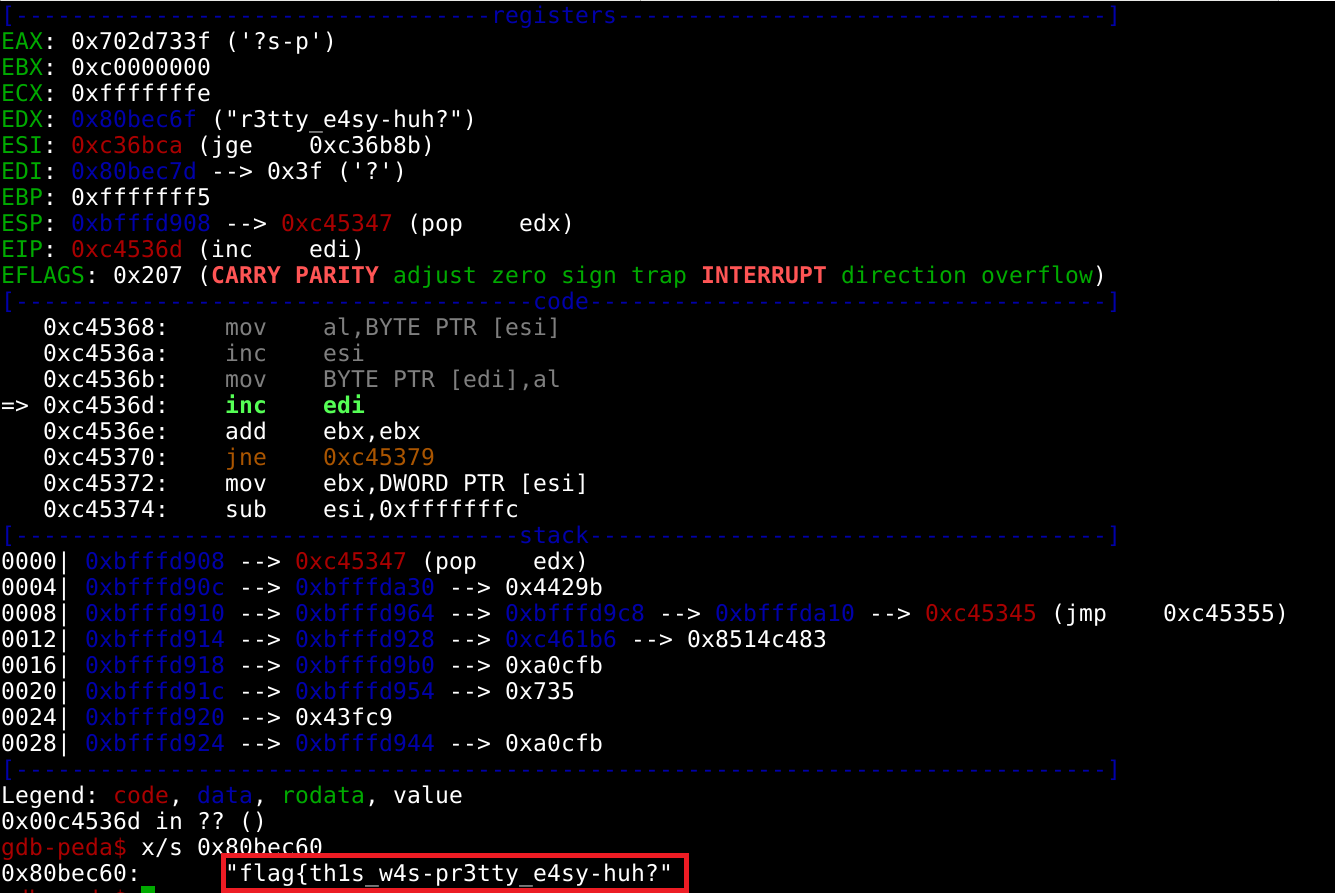 [----------------------------------registers-----------------------------------]
EAX: 0x702d733f ('?s-p')
EBX: 0xc0000000
ECX: 0xfffffffe
EDX: 0x80bec6f ("r3tty_e4sy-huh?")
ESI: 0xc36bca (jge    0xc36b8b)
EDI: 0x80bec7d --> 0x3f ('?')
EBP: 0xfffffff5
ESP: 0xbfffd908 --> 0xc45347 (pop    edx)
EIP: 0xc4536d (inc    edi)
EFLAGS: 0x207 (CARRY PARITY adjust zero sign trap INTERRUPT direction overflow)
[-------------------------------------code-------------------------------------]
   0xc45368:    mov    al,BYTE PTR [esi]
   0xc4536a:    inc    esi
   0xc4536b:    mov    BYTE PTR [edi],al
=> 0xc4536d:    inc    edi
   0xc4536e:    add    ebx,ebx
   0xc45370:    jne    0xc45379
   0xc45372:    mov    ebx,DWORD PTR [esi]
   0xc45374:    sub    esi,0xfffffffc
[------------------------------------stack-------------------------------------]
0000| 0xbfffd908 --> 0xc45347 (pop    edx)
0004| 0xbfffd90c --> 0xbfffda30 --> 0x4429b
0008| 0xbfffd910 --> 0xbfffd964 --> 0xbfffd9c8 --> 0xbfffda10 --> 0xc45345 (jmp    0xc45355)
0012| 0xbfffd914 --> 0xbfffd928 --> 0xc461b6 --> 0x8514c483
0016| 0xbfffd918 --> 0xbfffd9b0 --> 0xa0cfb
0020| 0xbfffd91c --> 0xbfffd954 --> 0x735
0024| 0xbfffd920 --> 0x43fc9
0028| 0xbfffd924 --> 0xbfffd944 --> 0xa0cfb
[------------------------------------------------------------------------------]
Legend: code, data, rodata, value
0x00c4536d in ?? ()
gdb-peda$ x/s 0x80bec60
0x80bec60:      "flag{th1s_w4s-pr3tty_e4sy-huh?"